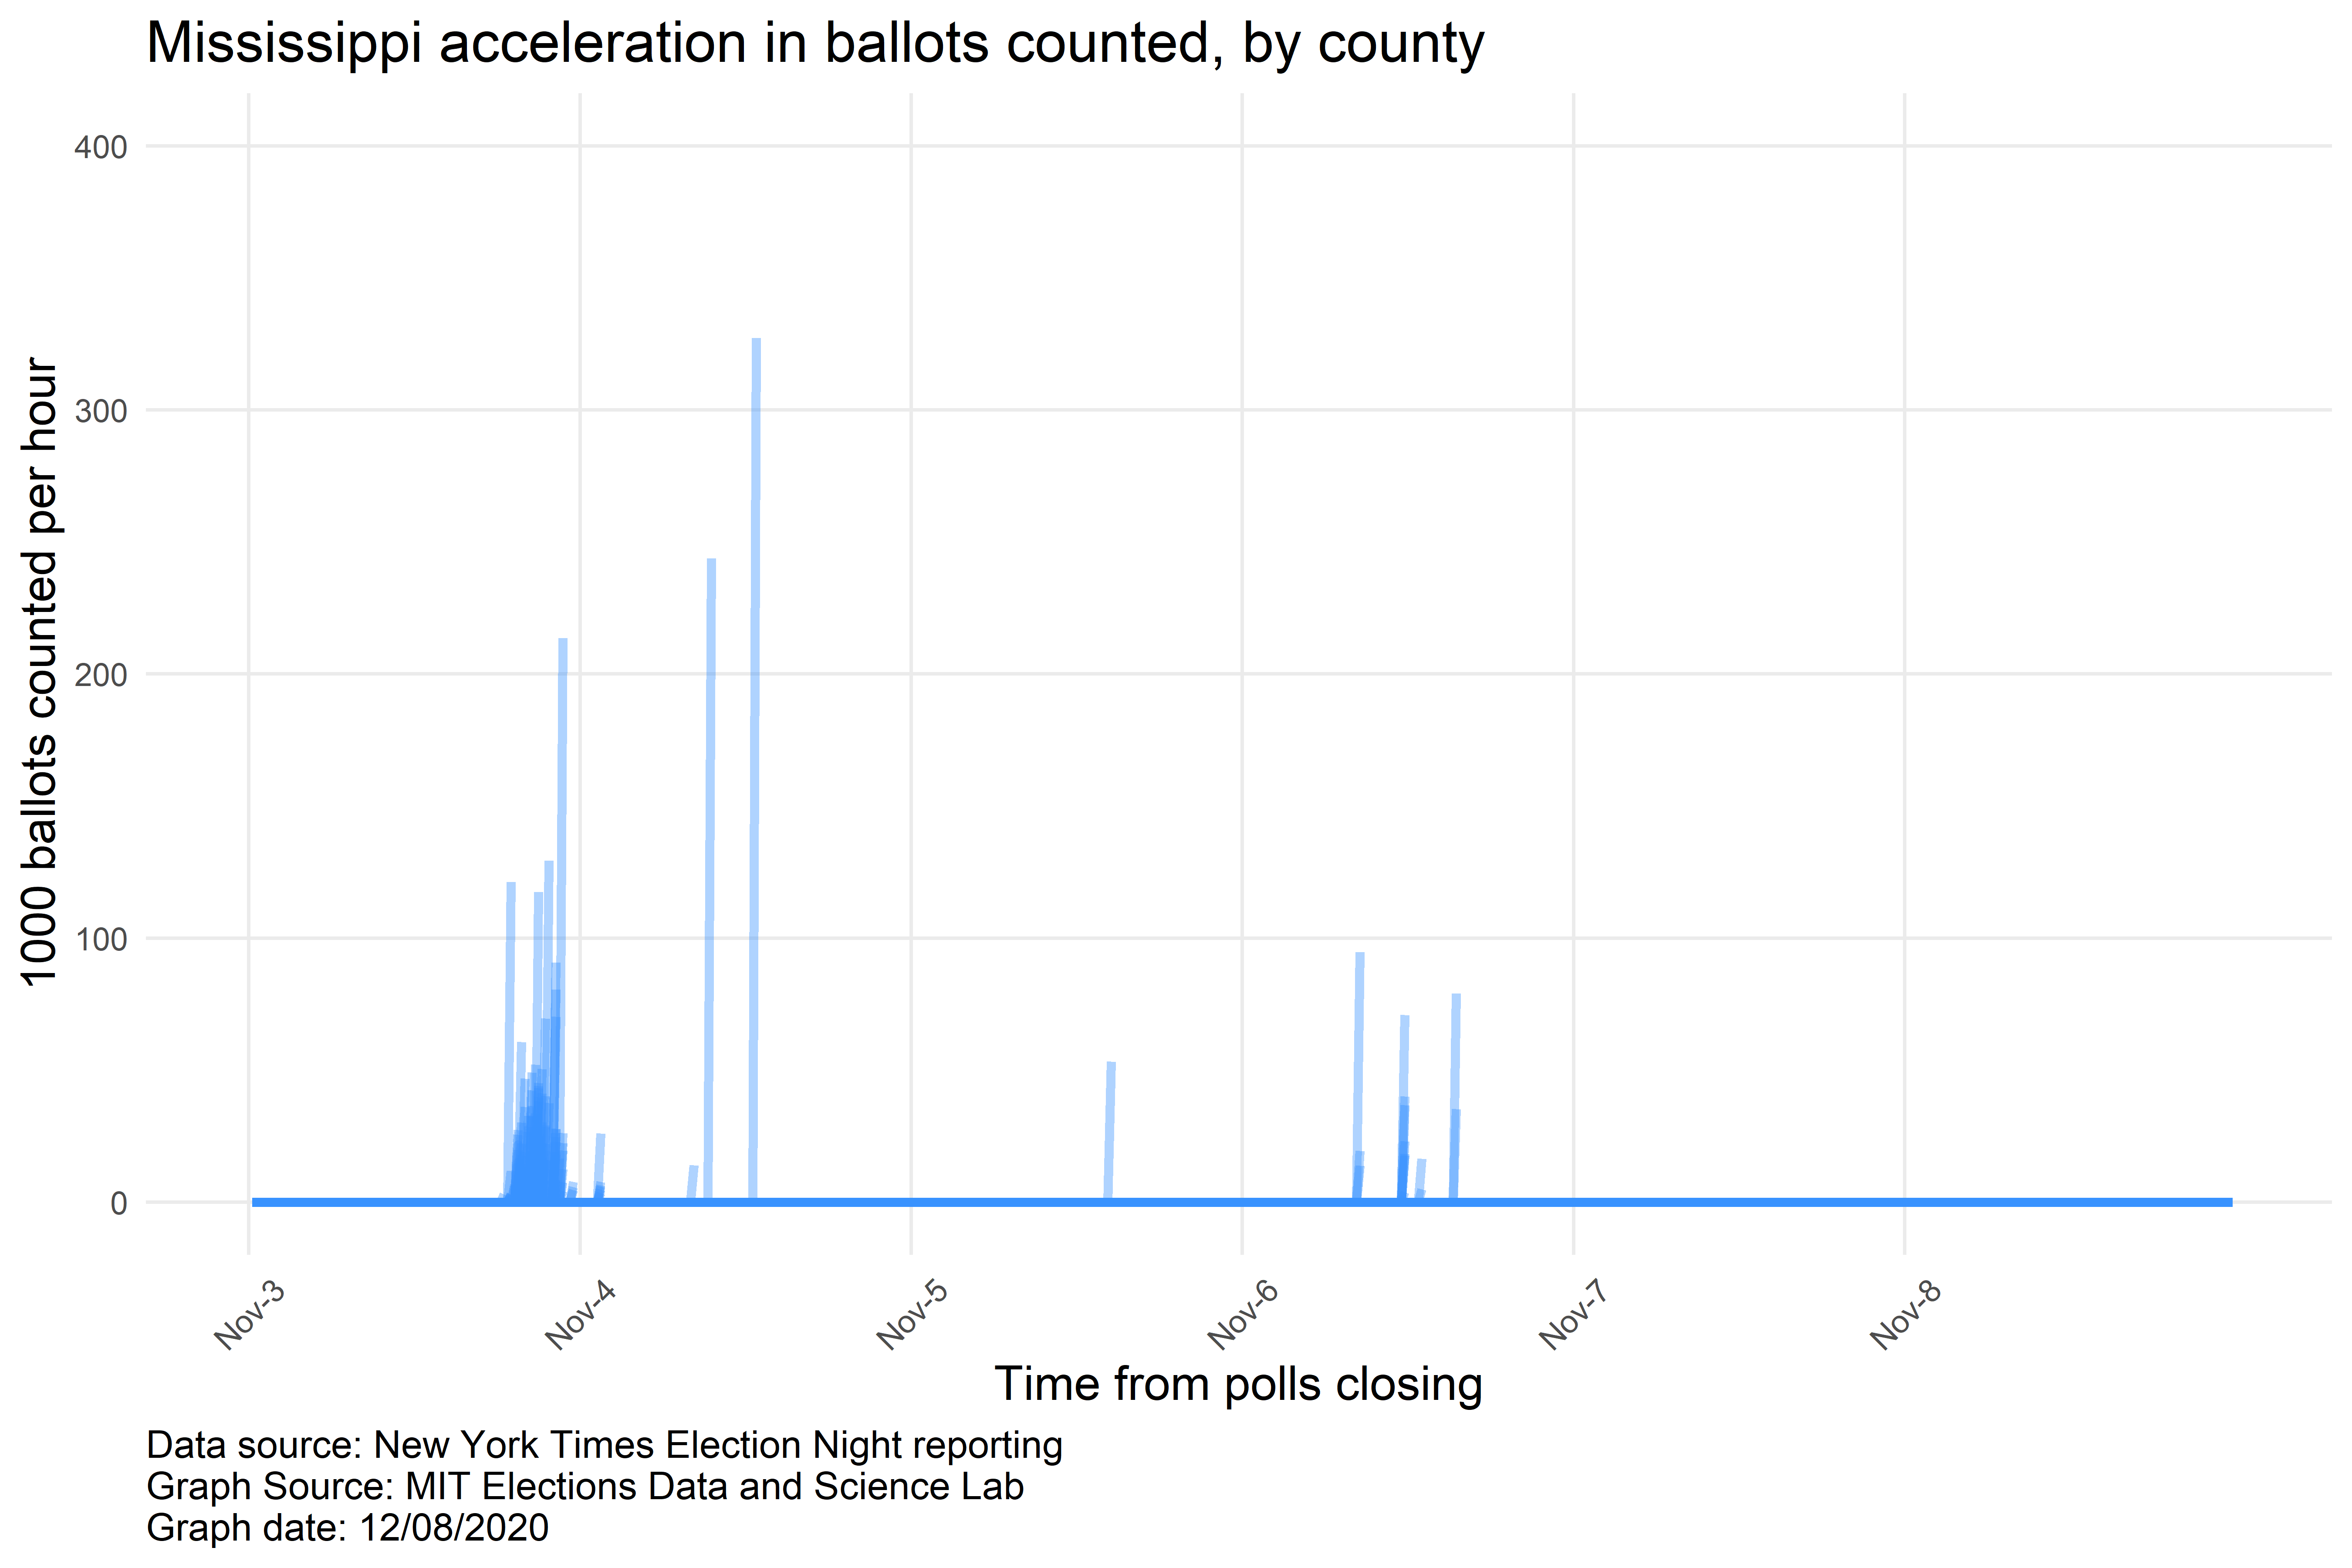 Mississippi acceleration in ballots counted, by county
1000 ballots counted per hour
400
300
200
100
0
Nov-3
Nov-4
Nov-5
Nov-6
Nov-7
Nov-8
Time from polls closing
Data source: New York Times Election Night reporting
Graph Source: MIT Elections Data and Science Lab
Graph date: 12/08/2020